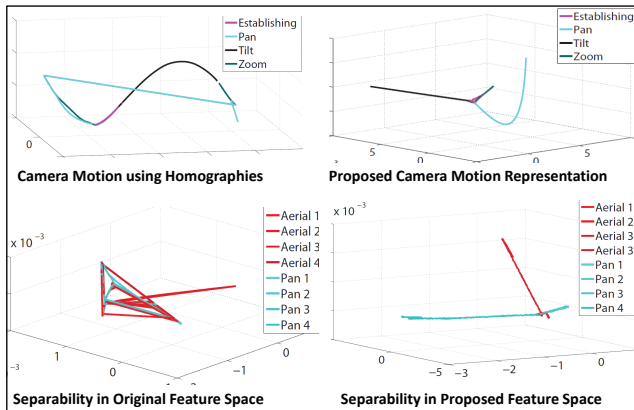 Establishing
Pan
Tilt
Zoom
0
Camera Motion using Homographies
Establishing
Pan
Tilt
Zoom
5
0
5
Proposed Camera Motion Representation
x 10⁻³
Aerial 1
Aerial 2
Aerial 3
Aerial 4
Pan 1
Pan 2
Pan 3
Pan 4
1
0
−1
0
−3
Separability in Original Feature Space
x 10⁻³
Aerial 1
Aerial 2
Aerial 3
Aerial 3
Pan 1
Pan 2
Pan 3
Pan 4
0
−5
−3
−2
−1
0
Separability in Proposed Feature Space